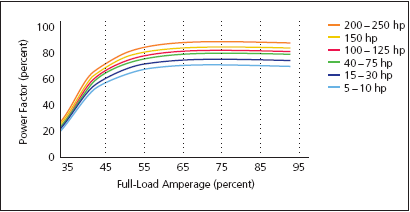 100
80
60
40
20
0
Power Factor (percent)
35 45 55 65 75 85 95
Full-Load Amperage (percent)
200–250 hp
150 hp
100–125 hp
40–75 hp
15–30 hp
5–10 hp